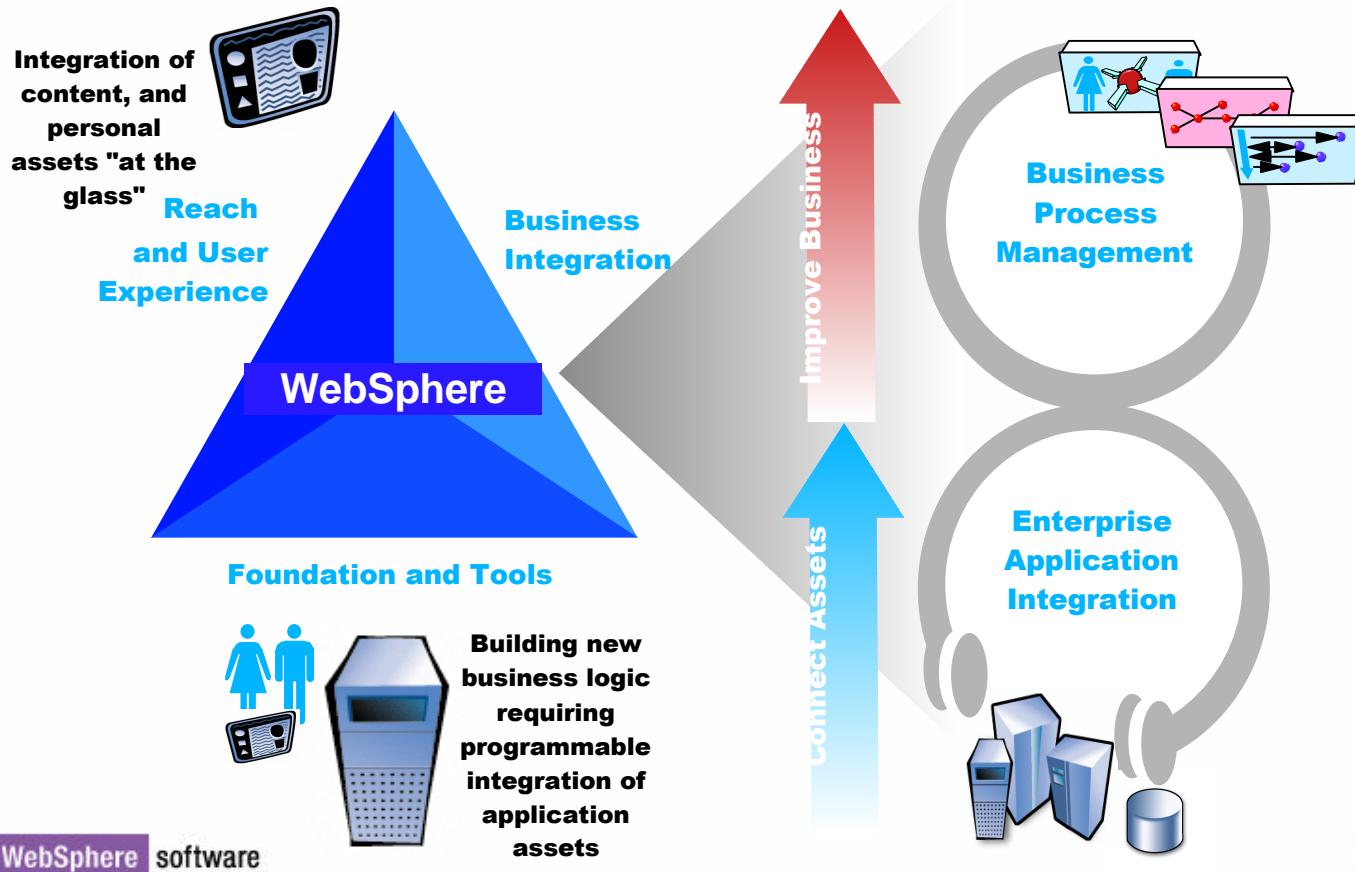 Integration of
content, and
personal
assets "at the
glass"
Reach
and User
Experience
Business
Integration
WebSphere
Foundation and Tools
Building new
business logic
requiring
programmable
integration of
application
assets
Improve Business
Connect Assets
Business
Process
Management
Enterprise
Application
Integration
WebSphere software